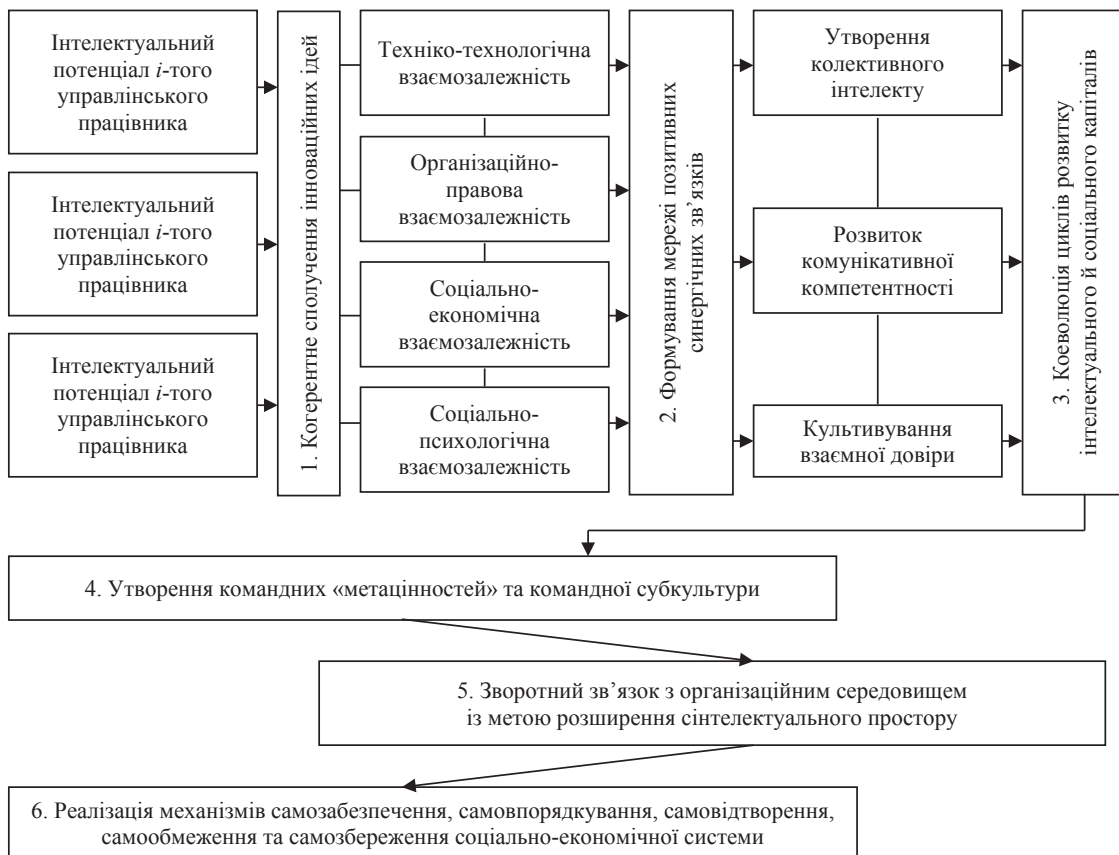 Інтелектуальний
потенціал і-того
управлінського
працівника
Інтелектуальний
потенціал і-того
управлінського
працівника
Інтелектуальний
потенціал і-того
управлінського
працівника
1. Когерентне сполучення інноваційних ідей
Техніко-технологічна
взаємозалежність
Організаційно-
правова
взаємозалежність
Соціально-
економічна
взаємозалежність
Соціально-
психологічна
взаємозалежність
2. Формування мережі позитивних
синергічних зв’язків
Утворення
колективного
інтелекту
Розвиток
комунікативної
компетентності
Культивування
взаємної довіри
3. Коеволюція циклів розвитку
інтелектуального й соціального капіталів
4. Утворення командних «метацінностей» та командної субкультури
5. Зворотний зв’язок з організаційним середовищем
із метою розширення сінтелектуального простору
6. Реалізація механізмів самозабезпечення, самовпорядкування, самовідтворення,
самообмеження та самозбереження соціально-економічної системи